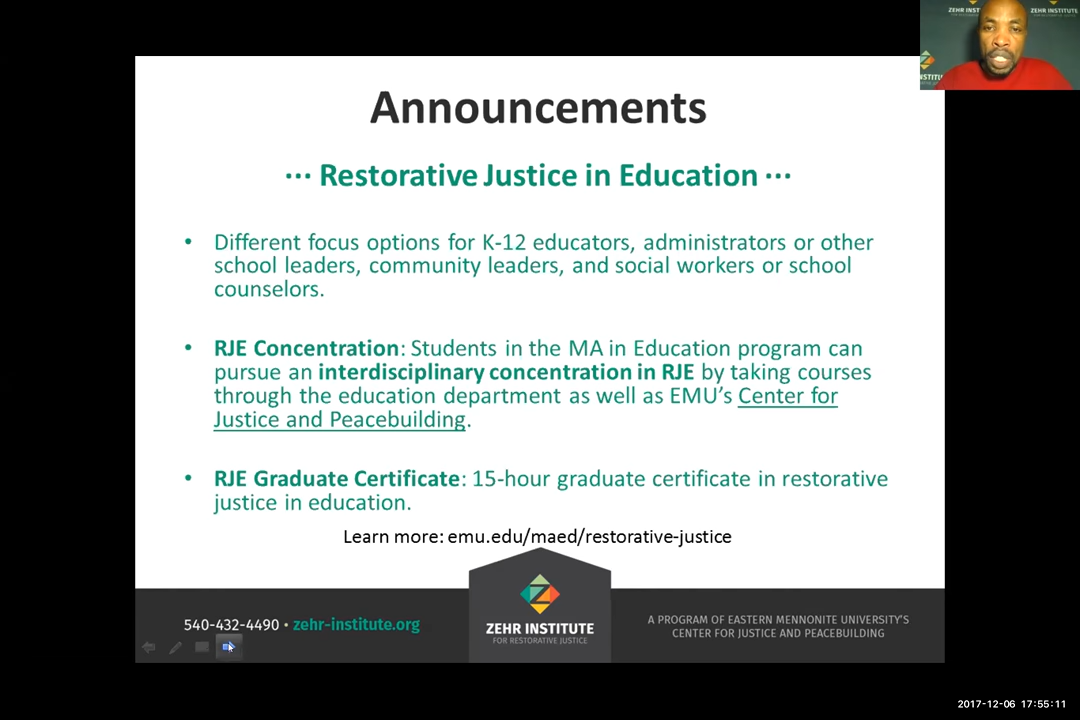 ZEHR INSTITUTE
Announcements
··· Restorative Justice in Education ···
• Different focus options for K-12 educators, administrators or other
school leaders, community leaders, and social workers or school
counselors.
• RJE Concentration: Students in the MA in Education program can
pursue an interdisciplinary concentration in RJE by taking courses
through the education department as well as EMU’s Center for
Justice and Peacebuilding.
• RJE Graduate Certificate: 15-hour graduate certificate in restorative
justice in education.
Learn more: emu.edu/maed/restorative-justice
540-432-4490 • zehr-institute.org
ZEHR INSTITUTE
FOR RESTORATIVE JUSTICE
A PROGRAM OF EASTERN MENNONITE UNIVERSITY'S
CENTER FOR JUSTICE AND PEACEBUILDING
2017-12-06 17:55:11